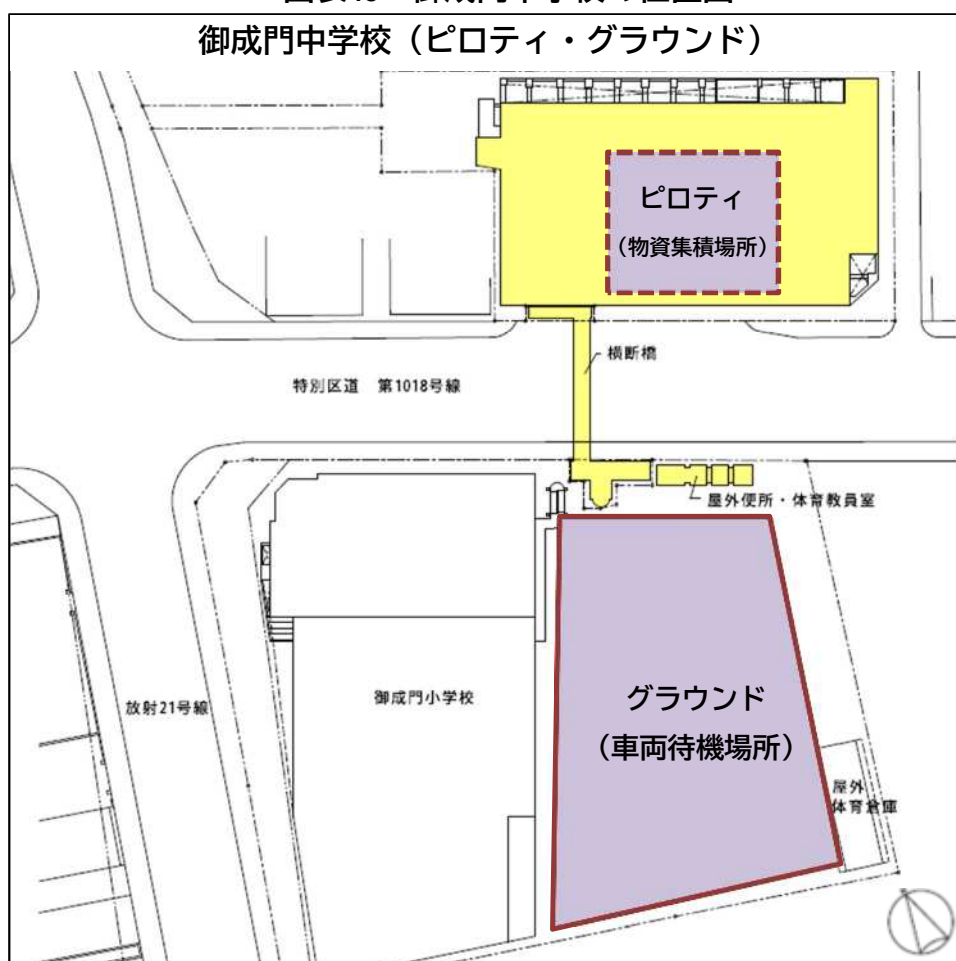 御成門中学校（ピロティ・グラウンド）
ピロティ
（物資集積場所）
横断橋
特別区道　第1018号線
屋外便所・体育教員室
御成門小学校
放射21号線
グラウンド
（車両待機場所）
屋外
体育倉庫